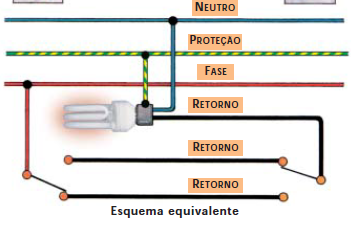 NEUTRO
PROTEÇÃO
FASE
RETORNO
RETORNO
RETORNO
Esquema equivalente